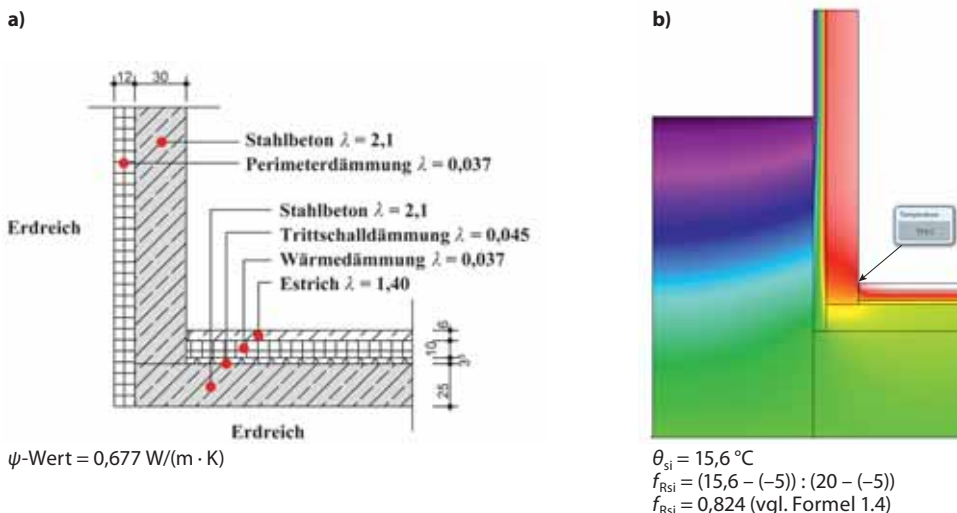 a)
12 30
Stahlbeton λ = 2,1
Perimeterdämmung λ = 0,037
Erdreich
Stahlbeton λ = 2,1
Trittschalldämmung λ = 0,045
Wärmedämmung λ = 0,037
Estrich λ = 1,40
6
10
3
25
Erdreich
ψ-Wert = 0,677 W/(m · K)
b)
Temperature
θsi = 15,6 °C
fRsi = (15,6 – (–5)) : (20 – (–5))
fRsi = 0,824 (vgl. Formel 1.4)